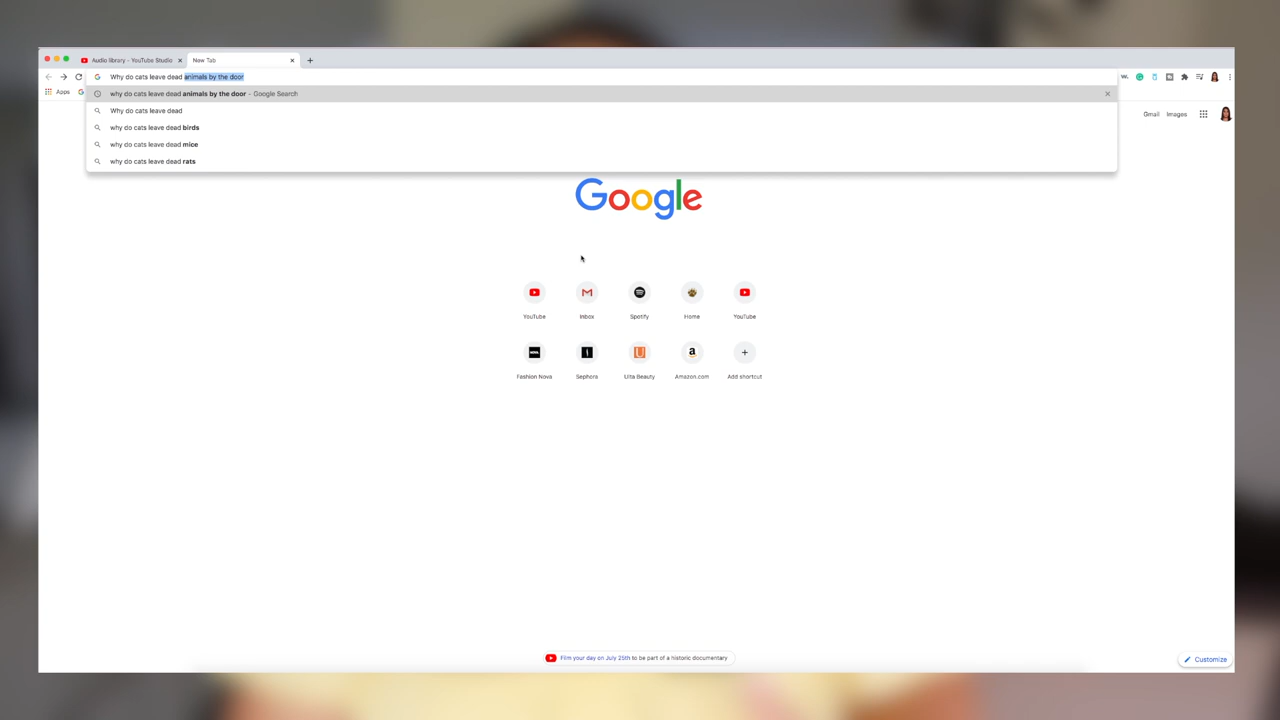 Audio library - YouTube Studio
New Tab
Why do cats leave dead animals by the door
Apps
why do cats leave dead animals by the door - Google Search
Why do cats leave dead
why do cats leave dead birds
why do cats leave dead mice
why do cats leave dead rats
Gmail Images
Google
YouTube Inbox Spotify Home YouTube
Fashion Nova Sephora Ulta Beauty Amazon.com Add shortcut
Film your day on July 25th to be part of a historic documentary
Customize